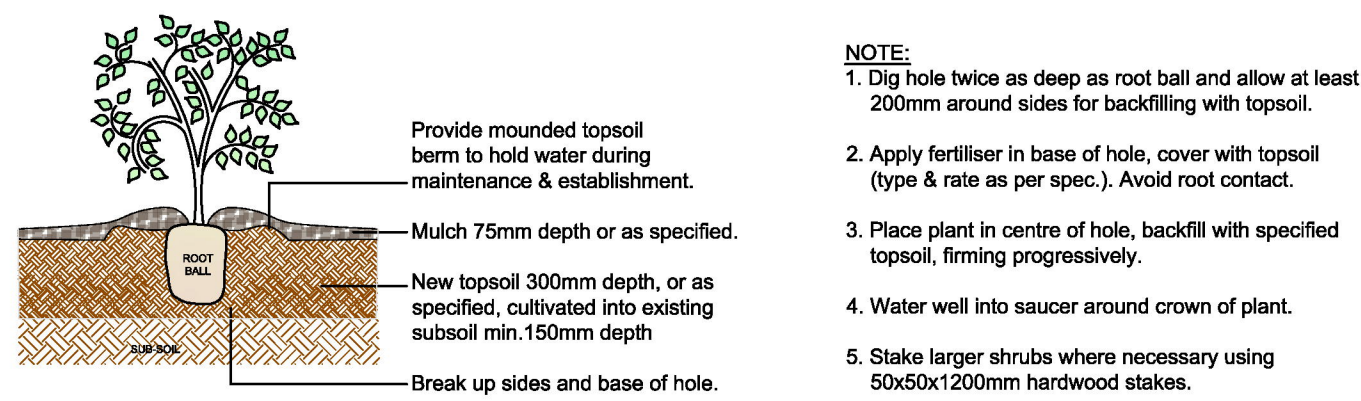 Provide mounded topsoil
berm to hold water during
maintenance & establishment.
Mulch 75mm depth or as specified.
ROOT
BALL
New topsoil 300mm depth, or as
specified, cultivated into existing
subsoil min.150mm depth
SUB-SOIL
Break up sides and base of hole.
NOTE:
1. Dig hole twice as deep as root ball and allow at least
200mm around sides for backfilling with topsoil.
2. Apply fertiliser in base of hole, cover with topsoil
(type & rate as per spec.). Avoid root contact.
3. Place plant in centre of hole, backfill with specified
topsoil, firming progressively.
4. Water well into saucer around crown of plant.
5. Stake larger shrubs where necessary using
50x50x1200mm hardwood stakes.